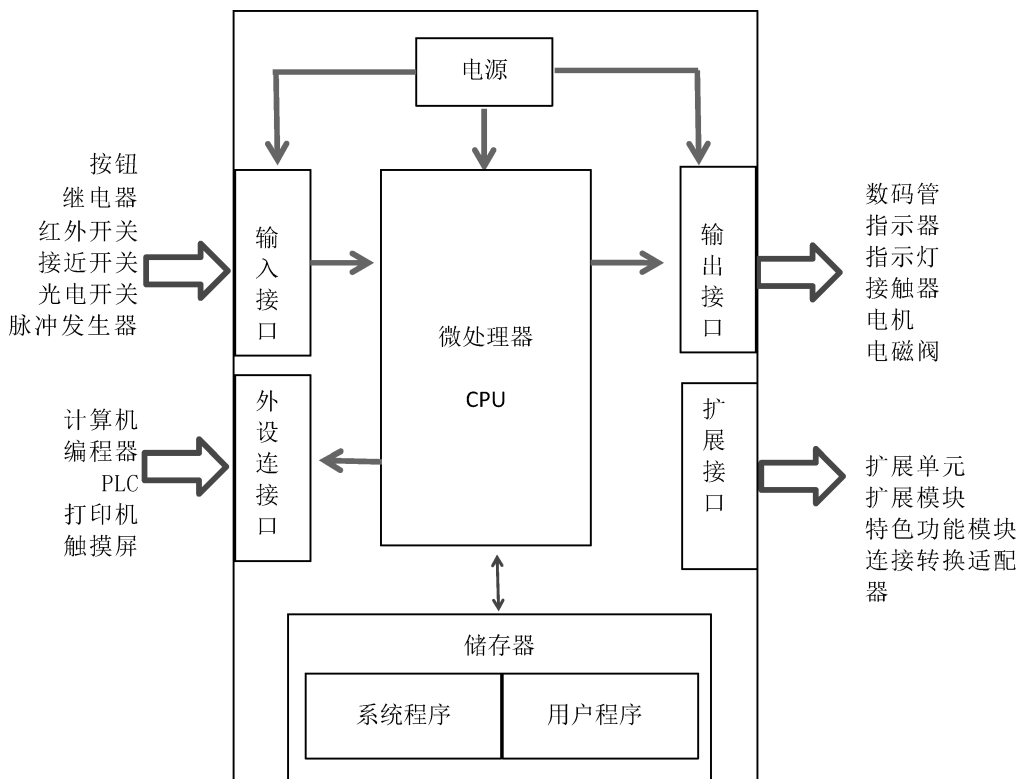 电源
按钮
继电器
红外开关
接近开关
光电开关
脉冲发生器
输入接口
微处理器
CPU
输出接口
数码管
指示器
指示灯
接触器
电机
电磁阀
计算机
编程器
PLC
打印机
触摸屏
外设连接口
扩展接口
扩展单元
扩展模块
特色功能模块
连接转换适配
器
储存器
系统程序
用户程序